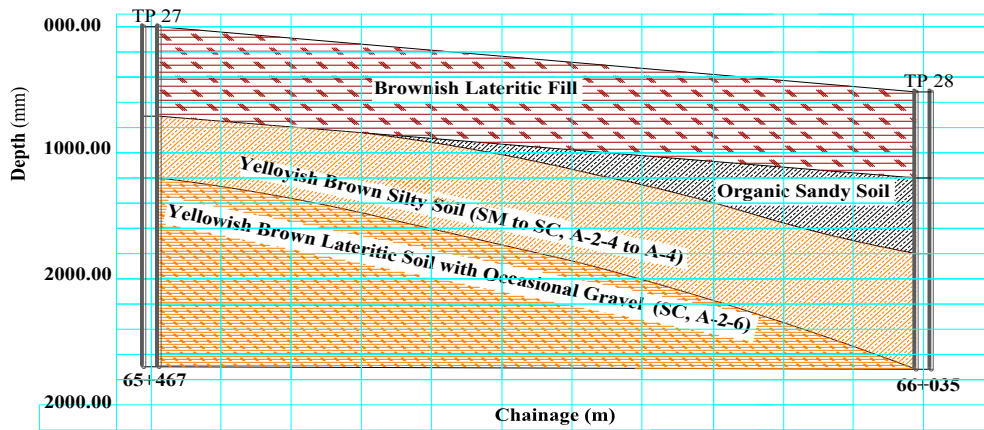 TP 27
000.00
TP 28
Brownish Lateritic Fill
Depth (mm)
1000.00
Yelloyish Brown Silty Soil (SM to SC, A-2-4 to A-4)
Organic Sandy Soil
Yellowish Brown Lateritic Soil with Occasional Gravel (SC, A-2-6)
2000.00
65+467
66+035
2000.00
Chainage (m)